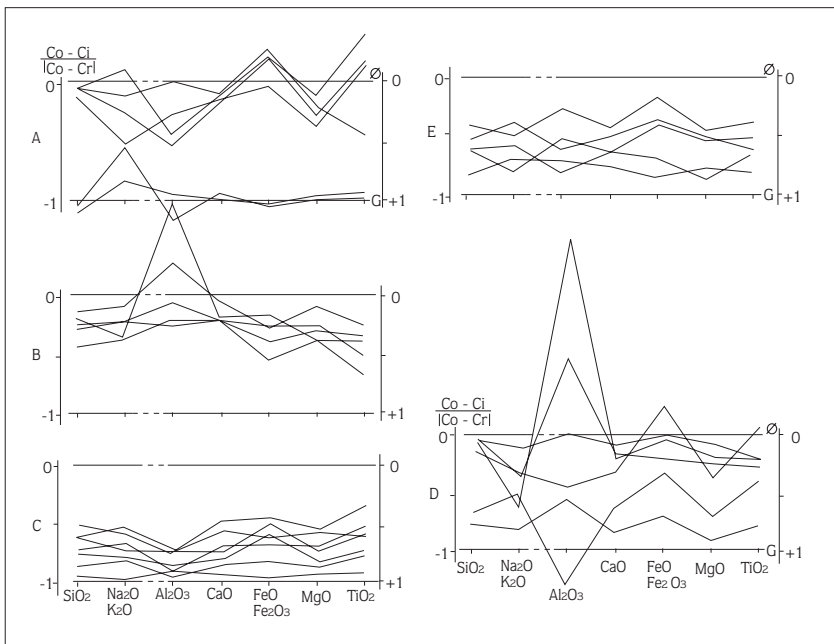 Co - Ci
|Co - Cr|
0
Ø
0
A
-1
G
+1
0
0
B
-1
+1
0
0
C
-1
+1
SiO2
Na2O
K2O
Al2O3
CaO
FeO
Fe2O3
MgO
TiO2
Ø
0
0
E
-1
G
+1
Co - Ci
|Co - Cr|
Ø
0
0
D
-1
G
+1
SiO2
Na2O
K2O
Al2O3
CaO
FeO
Fe2O3
MgO
TiO2